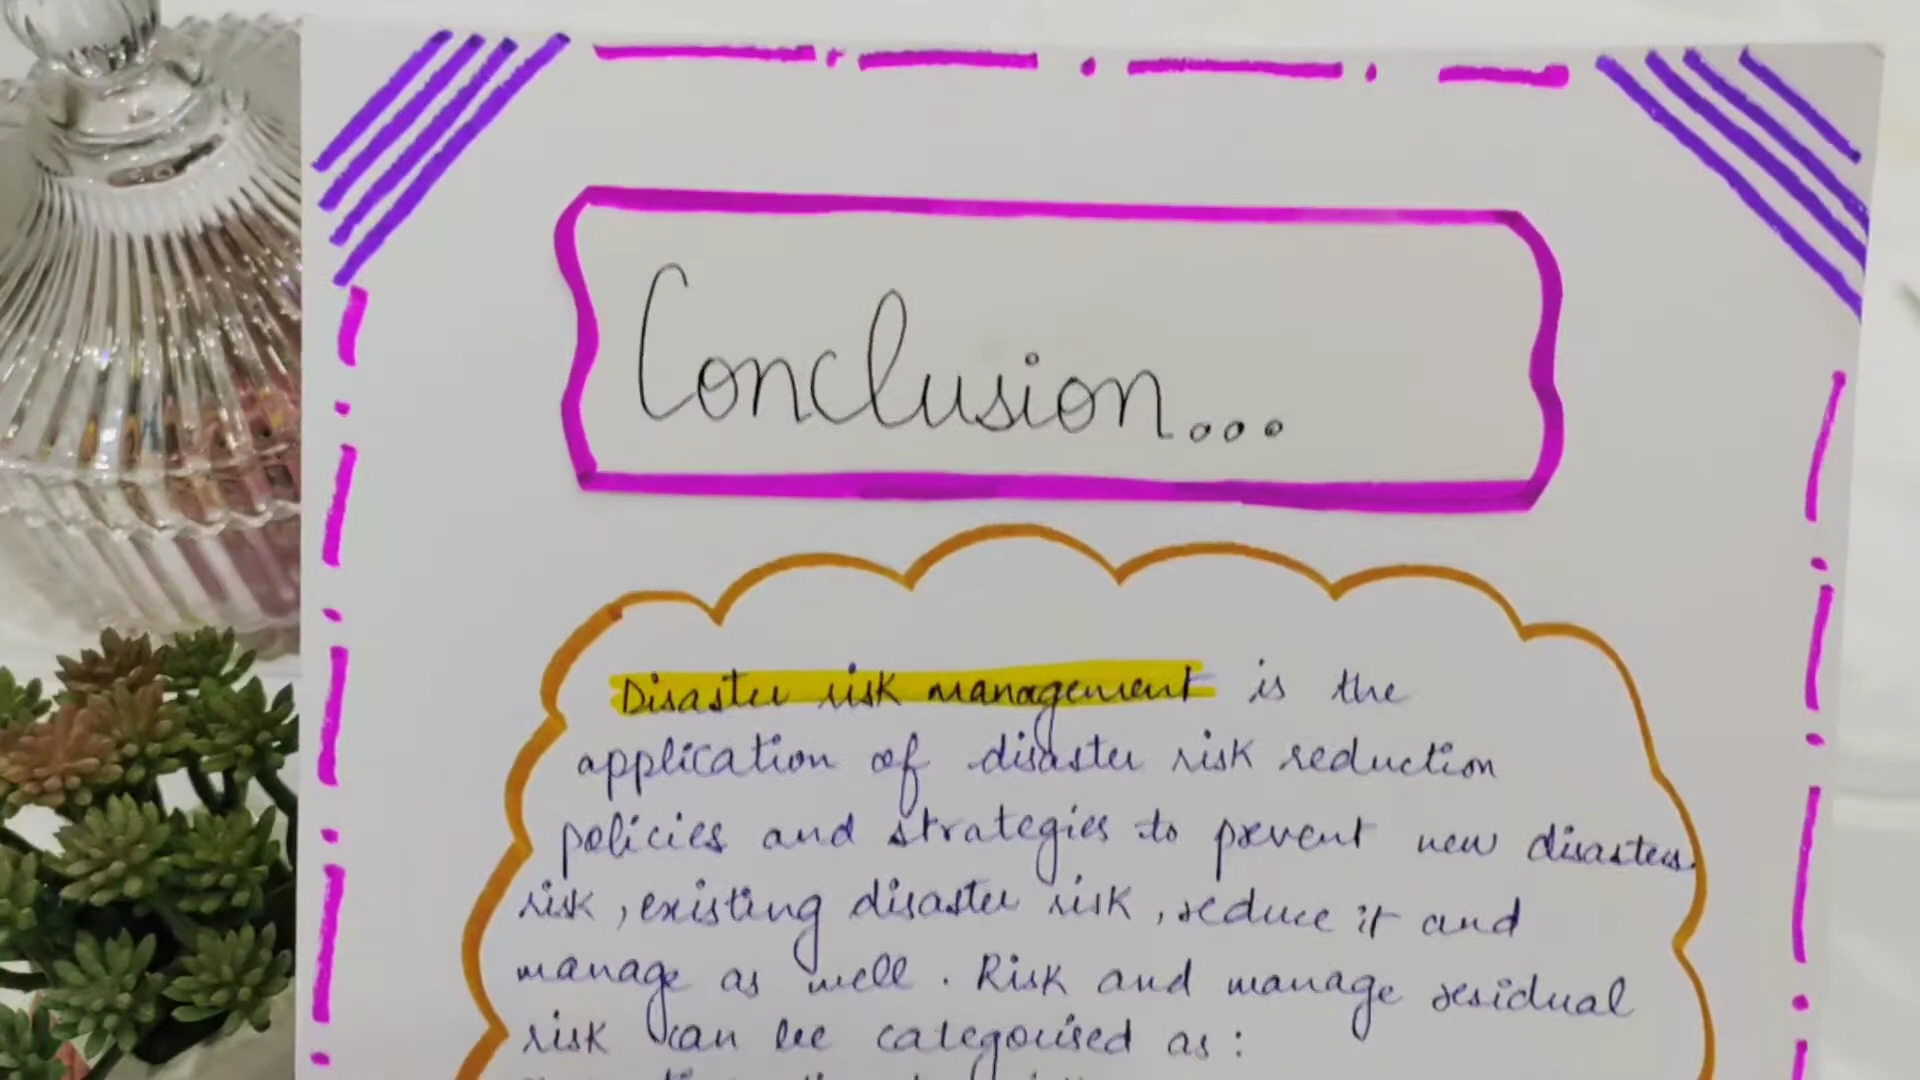 Conclusion...
Disaster risk management is the
application of disaster risk reduction
policies and strategies to prevent new disasters
risk, existing disaster risk, reduce it and
manage as well. Risk and manage residual
risk can be categorised as: